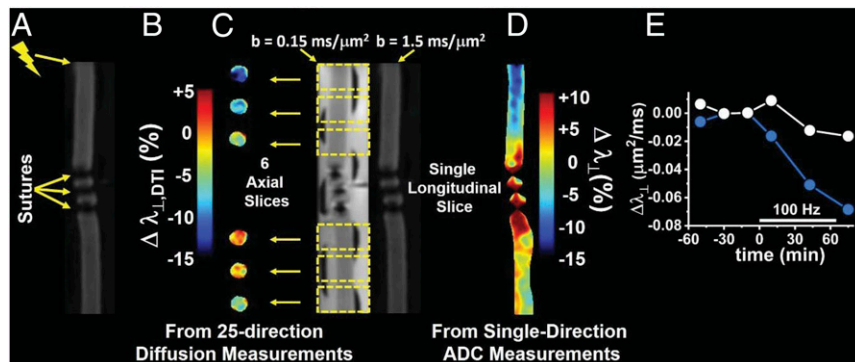 A
B
C
D
E
b = 0.15 ms/μm²
b = 1.5 ms/μm²
Sutures
Δ λ⊥,DTI (%)
+5
0
-5
-10
-15
6
Axial
Slices
Single
Longitudinal
Slice
+10
+5
0
-5
-10
-15
Δ λ⊥ (%)
Δλ⊥ (μm²/ms)
0.00
-0.02
-0.04
-0.06
-0.08
100 Hz
-60 -30 0 30 60
time (min)
From 25-direction
Diffusion Measurements
From Single-Direction
ADC Measurements